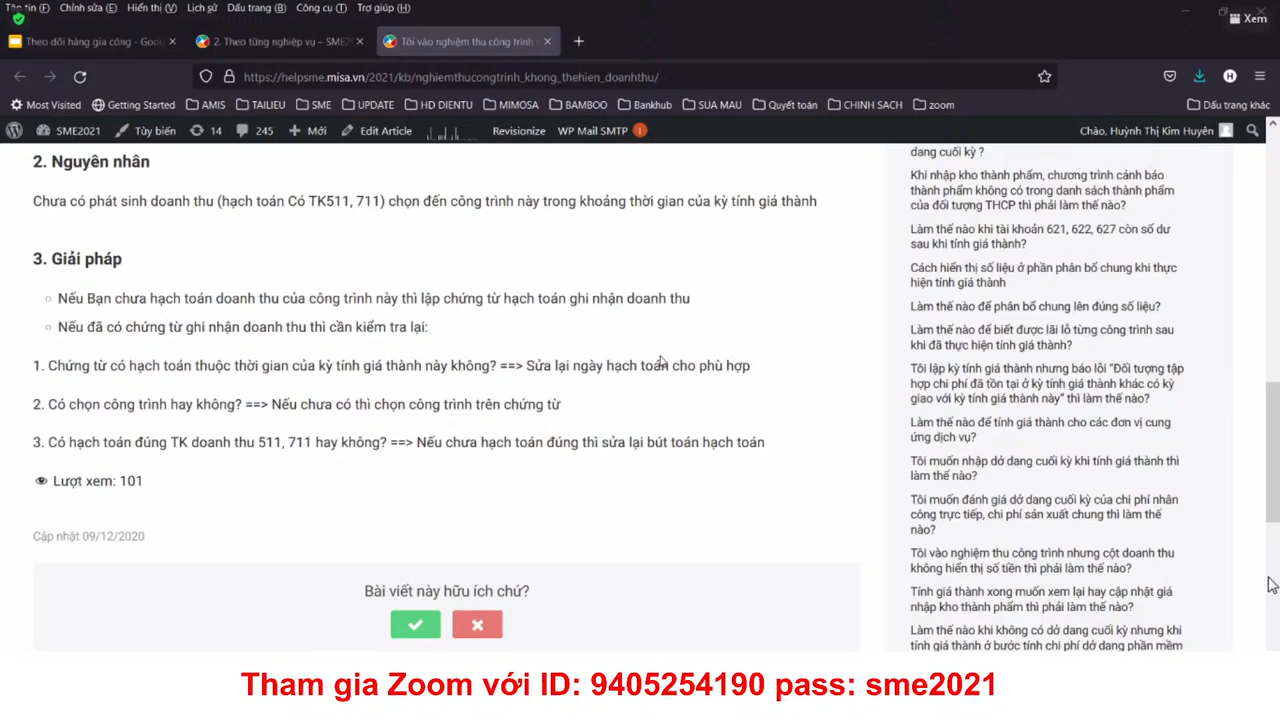 Tên tin (F) Chỉnh sửa (E) Hiển thị (V) Lịch sử Dấu trang (B) Công cụ (T) Trợ giúp (H)
Xem
Theo dõi hàng gia công - Goog
2. Theo từng nghiệp vụ – SME2
Tôi vào nghiệm thu công trình
https://helpsme.misa.vn/2021/kb/nghiemthucongtrinh_khong_thehien_doanhthu/
Most Visited Getting Started AMIS TAILIEU SME UPDATE HD DIENTU MIMOSA BAMBOO Bankhub SUA MAU Quyết toán CHINH SACH zoom Dấu trang khác
SME2021 Tùy biến 14 245 Mới Edit Article Revisionize WP Mail SMTP Chào, Huỳnh Thị Kim Huyên
2. Nguyên nhân
Chưa có phát sinh doanh thu (hạch toán Có TK511, 711) chọn đến công trình này trong khoảng thời gian của kỳ tính giá thành
3. Giải pháp
Nếu Bạn chưa hạch toán doanh thu của công trình này thì lập chứng từ hạch toán ghi nhận doanh thu
Nếu đã có chứng từ ghi nhận doanh thu thì cần kiểm tra lại:
1. Chứng từ có hạch toán thuộc thời gian của kỳ tính giá thành này không? ==> Sửa lại ngày hạch toán cho phù hợp
2. Có chọn công trình hay không? ==> Nếu chưa có thì chọn công trình trên chứng từ
3. Có hạch toán đúng TK doanh thu 511, 711 hay không? ==> Nếu chưa hạch toán đúng thì sửa lại bút toán hạch toán
Lượt xem: 101
Cập nhật 09/12/2020
Bài viết này hữu ích chứ?
dang cuối kỳ ?
Khi nhập kho thành phẩm, chương trình cảnh báo
thành phẩm không có trong danh sách thành phẩm
của đối tượng THCP thì phải làm thế nào?
Làm thế nào khi tài khoản 621, 622, 627 còn số dư
sau khi tính giá thành?
Cách hiển thị số liệu ở phần phân bổ chung khi thực
hiện tính giá thành
Làm thế nào để phân bổ chung lên đúng số liệu?
Làm thế nào để biết được lãi lỗ từng công trình sau
khi đã thực hiện tính giá thành?
Tôi lập kỳ tính giá thành nhưng báo lỗi “Đối tượng tập
hợp chi phí đã tồn tại ở kỳ tính giá thành khác có kỳ
giao với kỳ tính giá thành này” thì làm thế nào?
Làm thế nào để tính giá thành cho các đơn vị cung
ứng dịch vụ?
Tôi muốn nhập dở dang cuối kỳ khi tính giá thành thì
làm thế nào?
Tôi muốn đánh giá dở dang cuối kỳ của chi phí nhân
công trực tiếp, chi phí sản xuất chung thì làm thế
nào?
Tôi vào nghiệm thu công trình nhưng cột doanh thu
không hiển thị số tiền thì phải làm thế nào?
Tính giá thành xong muốn xem lại hay cập nhật giá
nhập kho thành phẩm thì phải làm thế nào?
Làm thế nào khi không có dở dang cuối kỳ nhưng khi
tính giá thành ở bước tính chi phí dở dang phần mềm
Tham gia Zoom với ID: 9405254190 pass: sme2021